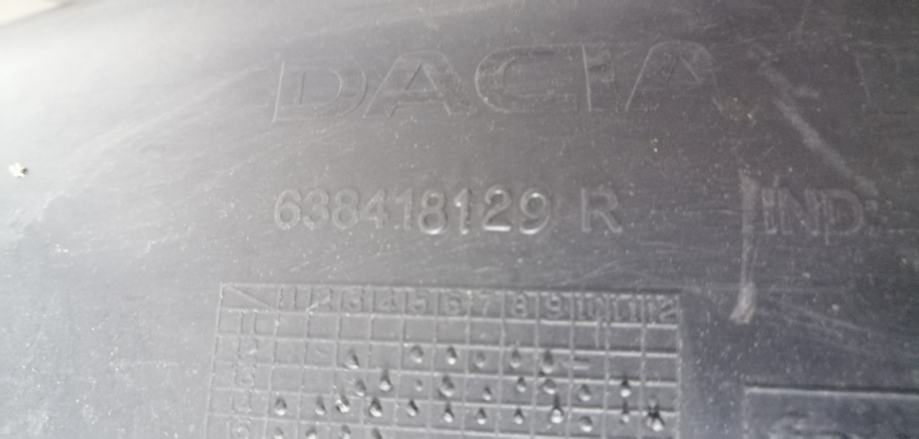 DACIA
638418129 R
IND
1 2 3 4 5 6 7 8 9 10 11 12